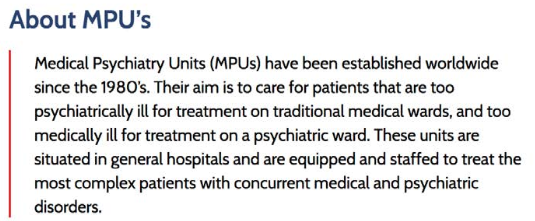 About MPU's
Medical Psychiatry Units (MPUs) have been established worldwide
since the 1980's. Their aim is to care for patients that are too
psychiatrically ill for treatment on traditional medical wards, and too
medically ill for treatment on a psychiatric ward. These units are
situated in general hospitals and are equipped and staffed to treat the
most complex patients with concurrent medical and psychiatric
disorders.